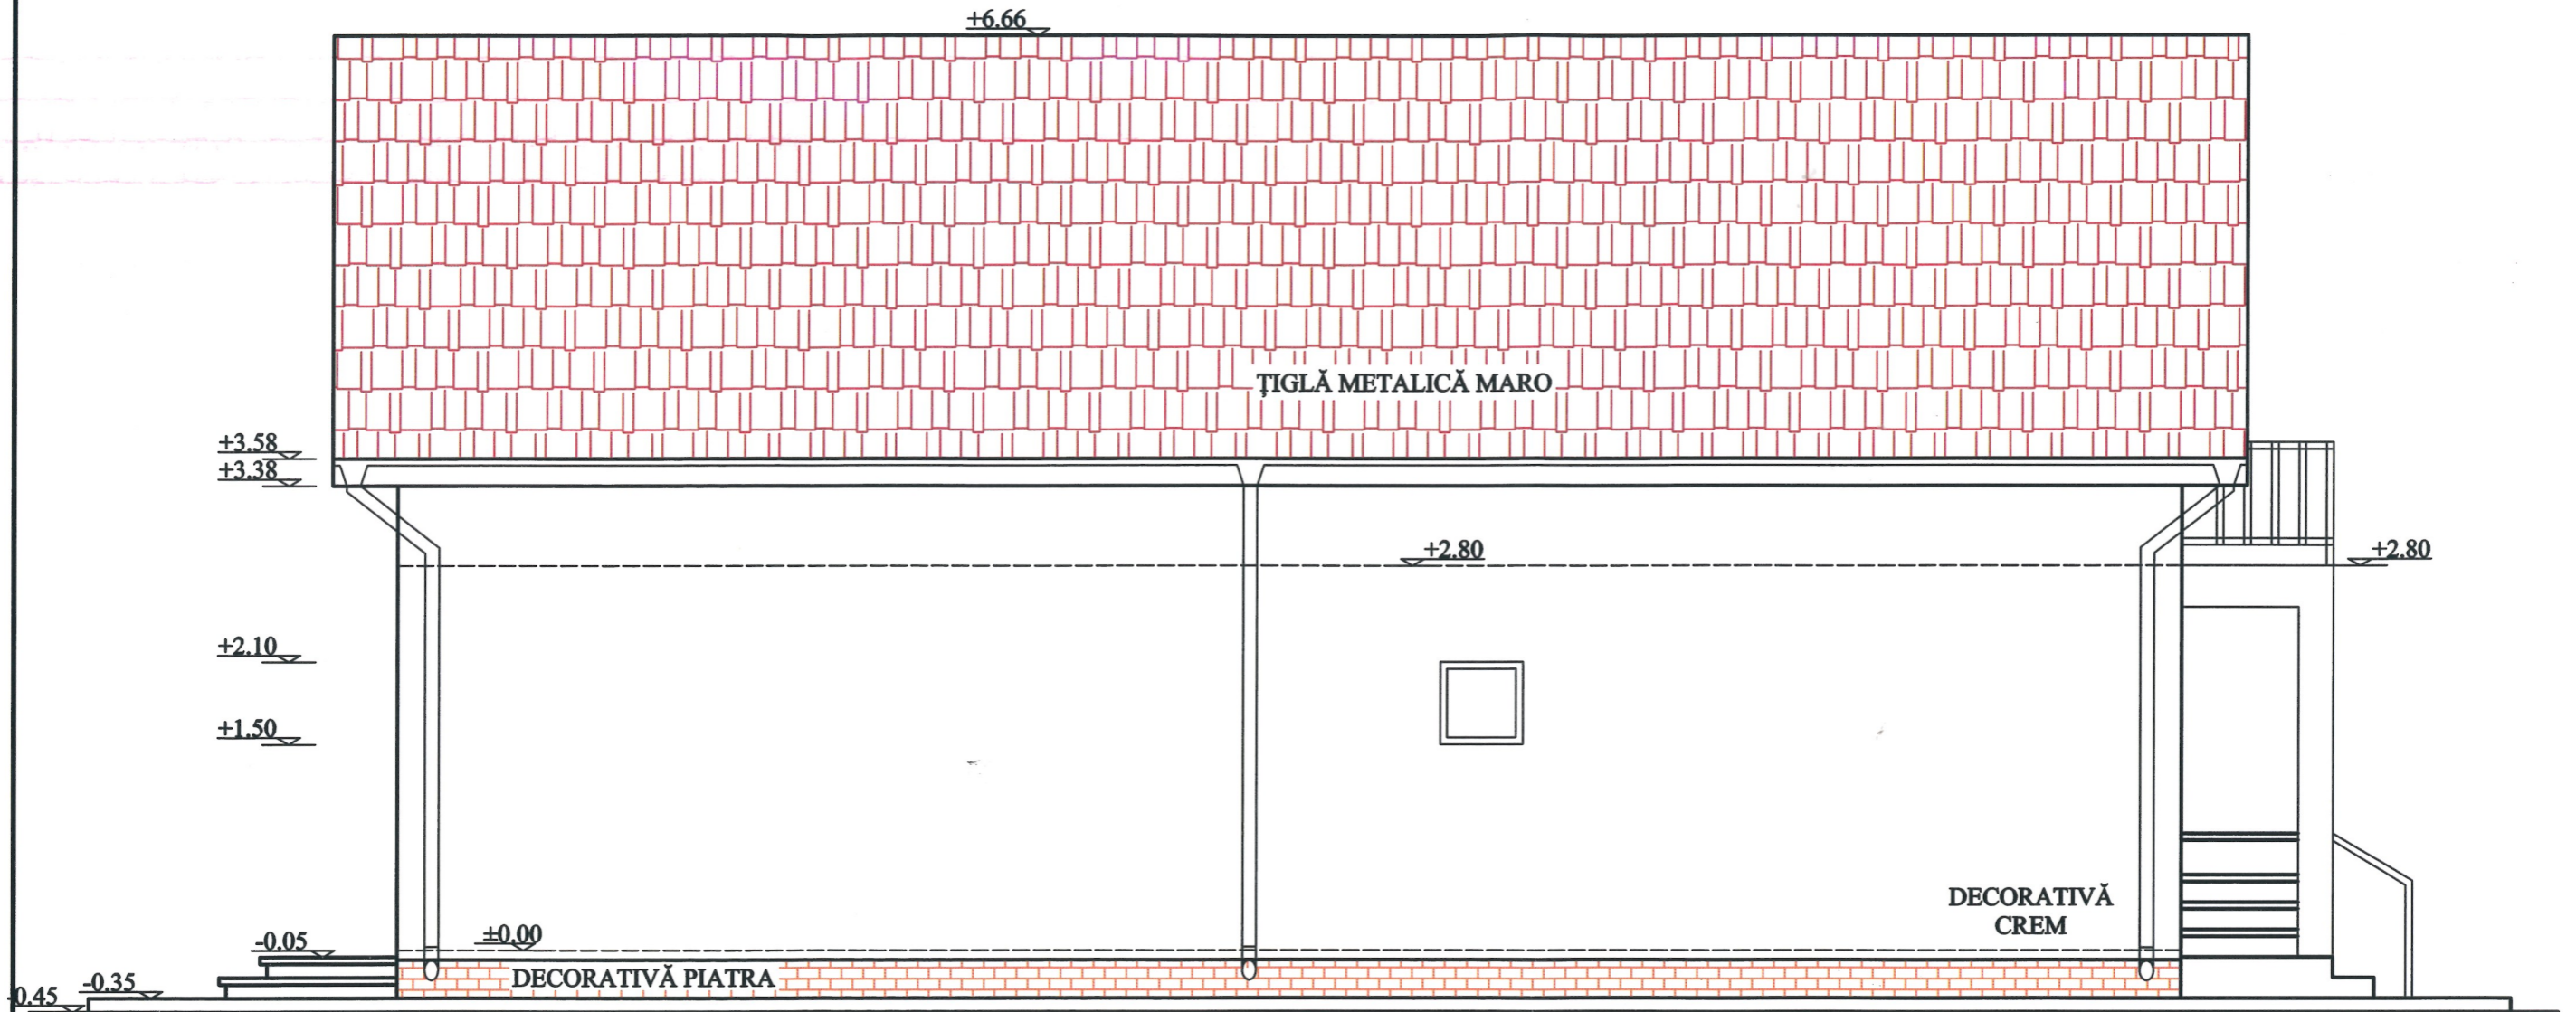 +6.66
ŢIGLĂ METALICĂ MARO
+3.58
+3.38
+2.80
+2.80
+2.10
+1.50
DECORATIVĂ
CREM
±0.00
-0.05
DECORATIVĂ PIATRA
-0.35
-0.45